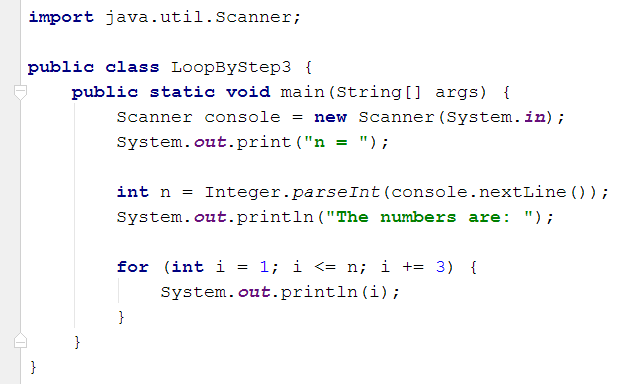 import java.util.Scanner;
public class LoopByStep3 {
public static void main(String[] args) {
Scanner console = new Scanner(System.in);
System.out.print("n = ");
int n = Integer.parseInt(console.nextLine());
System.out.println("The numbers are: ");
for (int i = 1; i <= n; i += 3) {
System.out.println(i);
}
}
}